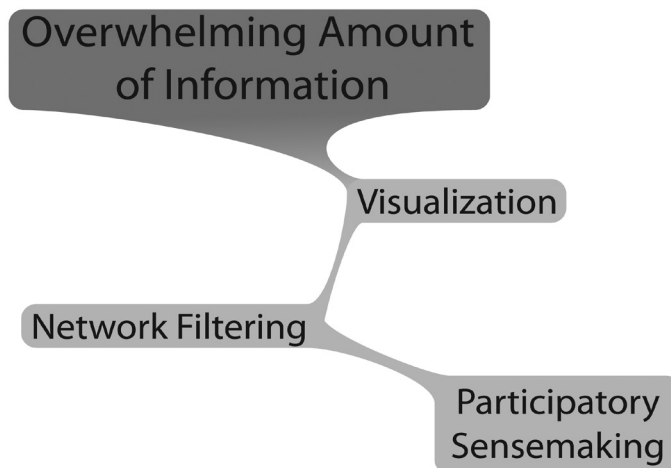 Overwhelming Amount
of Information
Visualization
Network Filtering
Participatory
Sensemaking